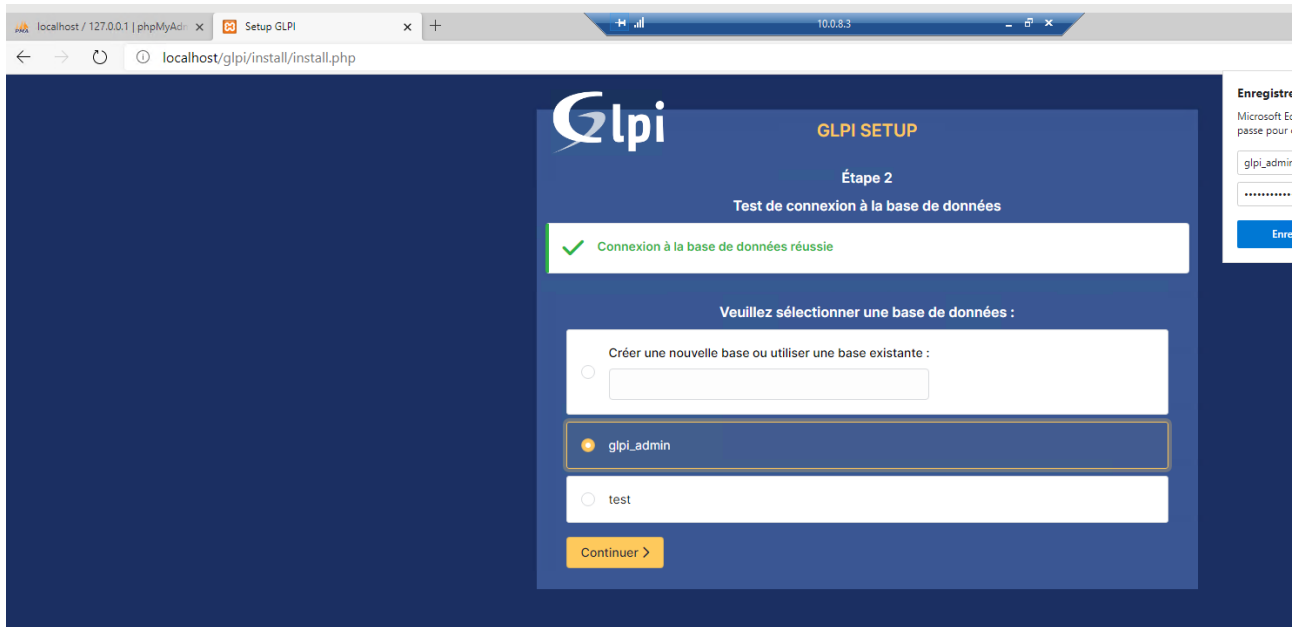 localhost / 127.0.0.1 | phpMyAdn
Setup GLPI
10.0.8.3
localhost/glpi/install/install.php
Glpi
GLPI SETUP
Étape 2
Test de connexion à la base de données
Connexion à la base de données réussie
Veuillez sélectionner une base de données :
Créer une nouvelle base ou utiliser une base existante :
glpi_admin
test
Continuer
Enregistre
Microsoft Ed
passe pour
glpi_admin
Enre